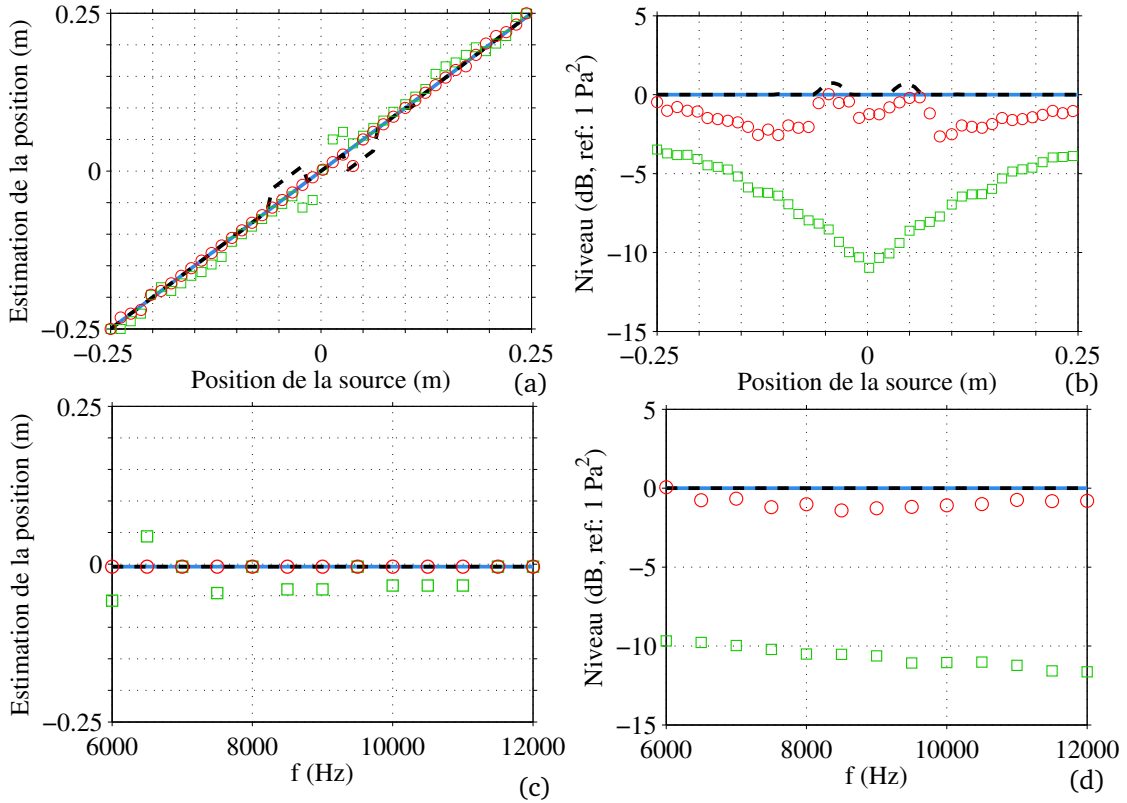 0.25
0
−0.25
Estimation de la position (m)
−0.25
0
0.25
Position de la source (m)
(a)
5
0
−5
−10
−15
Niveau (dB, ref: 1 Pa2)
−0.25
0
0.25
Position de la source (m)
(b)
0.25
0
−0.25
Estimation de la position (m)
6000
8000
10000
12000
f (Hz)
(c)
5
0
−5
−10
−15
Niveau (dB, ref: 1 Pa2)
6000
8000
10000
12000
f (Hz)
(d)